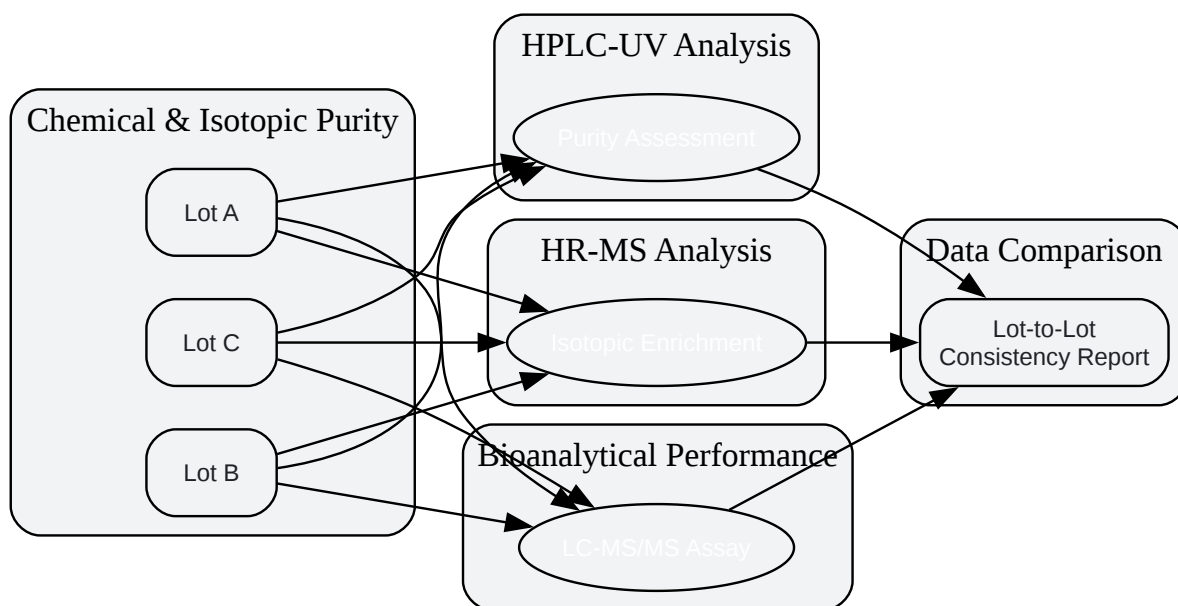 Chemical & Isotopic Purity
Lot A
Lot C
Lot B
HPLC-UV Analysis
Purity Assessment
HR-MS Analysis
Isotopic Enrichment
Bioanalytical Performance
LC-MS/MS Assay
Data Comparison
Lot-to-Lot
Consistency Report